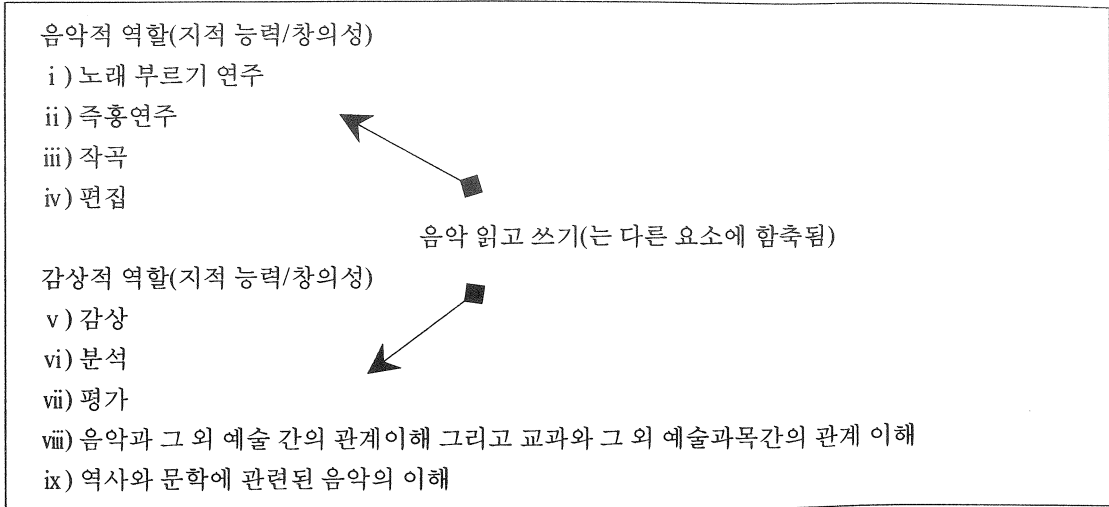 음악적 역할(지적 능력/창의성)
ⅰ) 노래 부르기 연주
ⅱ) 즉흥연주
ⅲ) 작곡
ⅳ) 편집
음악 읽고 쓰기(는 다른 요소에 함축됨)
감상적 역할(지적 능력/창의성)
ⅴ) 감상
ⅵ) 분석
ⅶ) 평가
ⅷ) 음악과 그 외 예술 간의 관계이해 그리고 교과와 그 외 예술과목간의 관계 이해
ⅸ) 역사와 문학에 관련된 음악의 이해